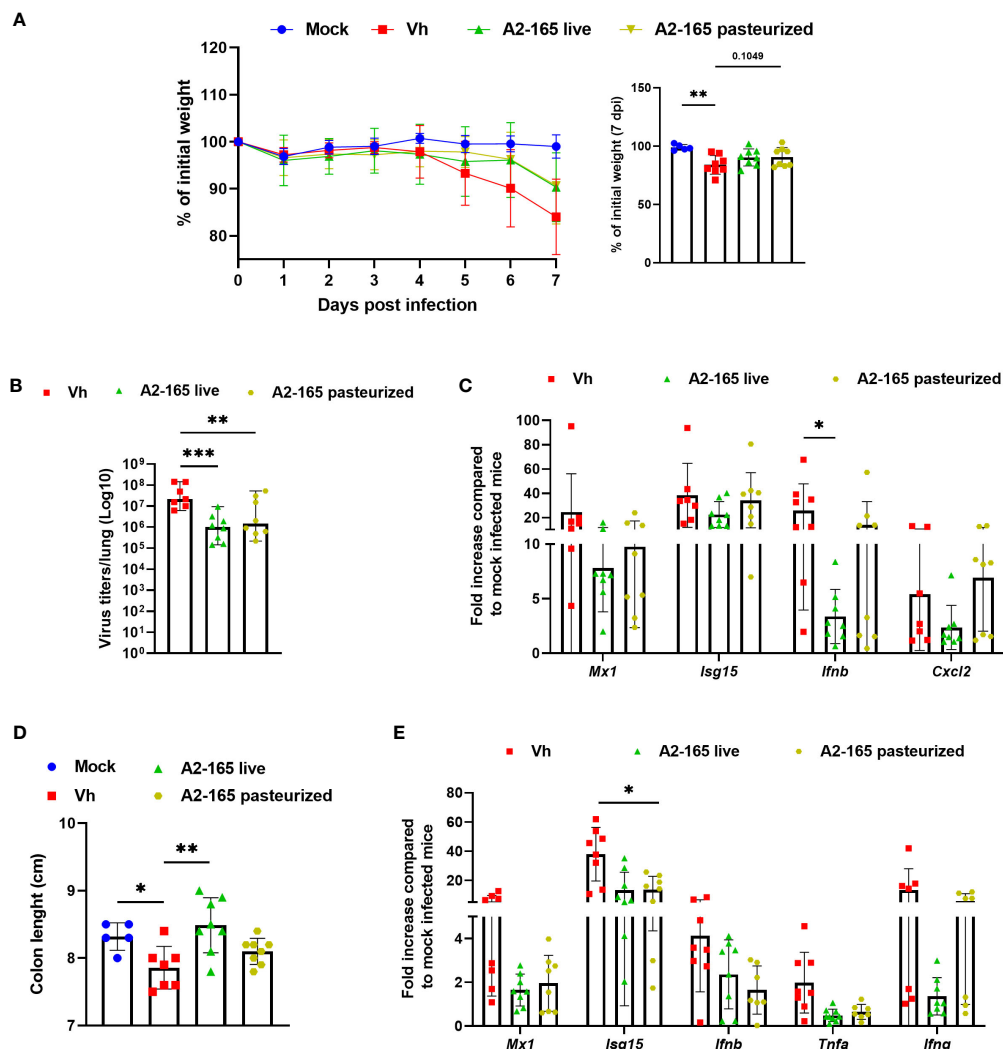 A
Mock Vh A2-165 live A2-165 pasteurized
% of initial weight
120
110
100
90
80
0 1 2 3 4 5 6 7
Days post infection
0.1049
**
% of initial weight (7 dpi)
150
100
50
0
B
Vh A2-165 live A2-165 pasteurized
**
***
Virus titers/lung (Log10)
10⁹
10⁸
10⁷
10⁶
10⁵
10⁴
10³
10²
10¹
10⁰
C
Vh A2-165 live A2-165 pasteurized
*
Fold increase compared
to mock infected mice
100
80
60
40
20
10
5
0
Mx1 Isg15 Ifnb Cxcl2
D
Mock A2-165 live
Vh A2-165 pasteurized
**
*
Colon lenght (cm)
10
9
8
7
E
Vh A2-165 live A2-165 pasteurized
*
Fold increase compared
to mock infected mice
80
60
40
20
6
4
2
0
Mx1 Isg15 Ifnb Tnfa Ifng